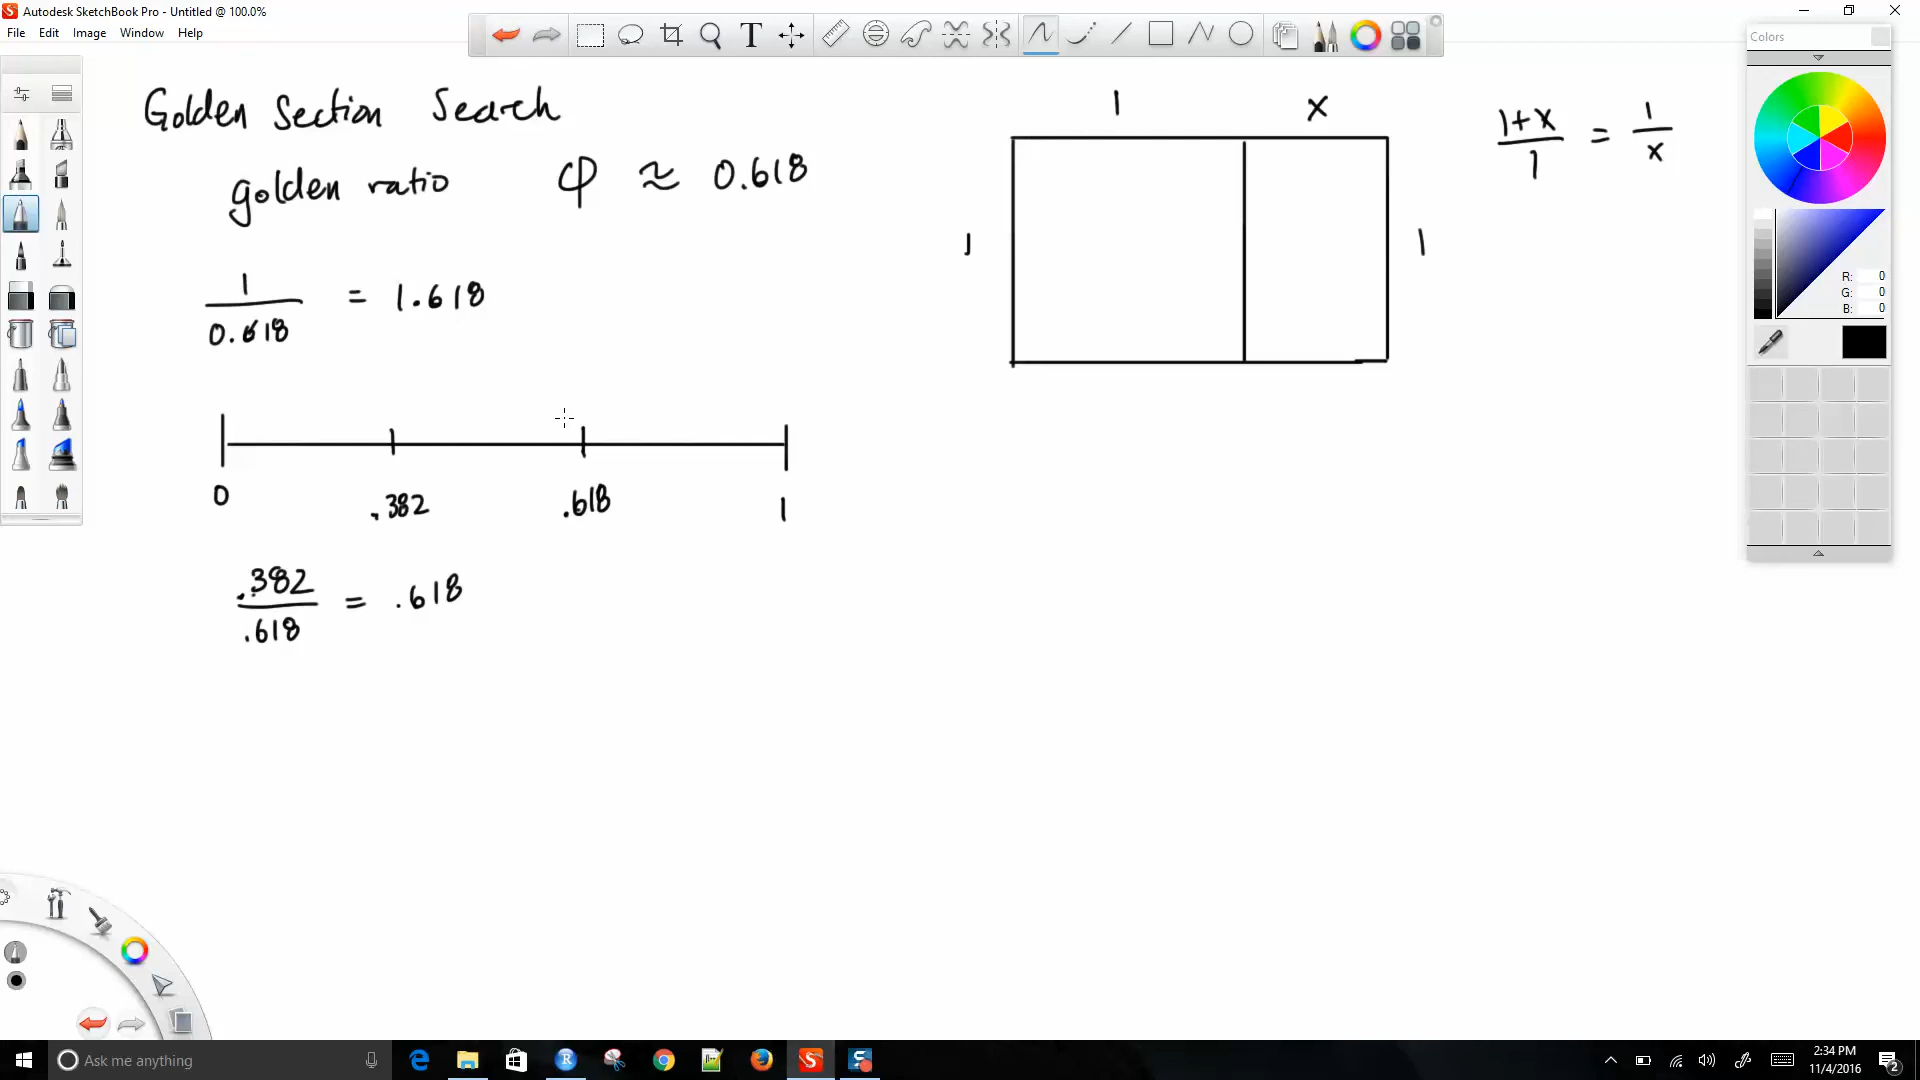 Autodesk SketchBook Pro - Untitled @ 100.0%
File Edit Image Window Help
T
Colors
Golden Section Search
golden ratio φ ≈ 0.618
1 / 0.618 = 1.618
0 .382 .618 1
.382 / .618 = .618
1 x
1 1
1+x / 1 = 1 / x
R: 0
G: 0
B: 0
Ask me anything
2:34 PM
11/4/2016
2